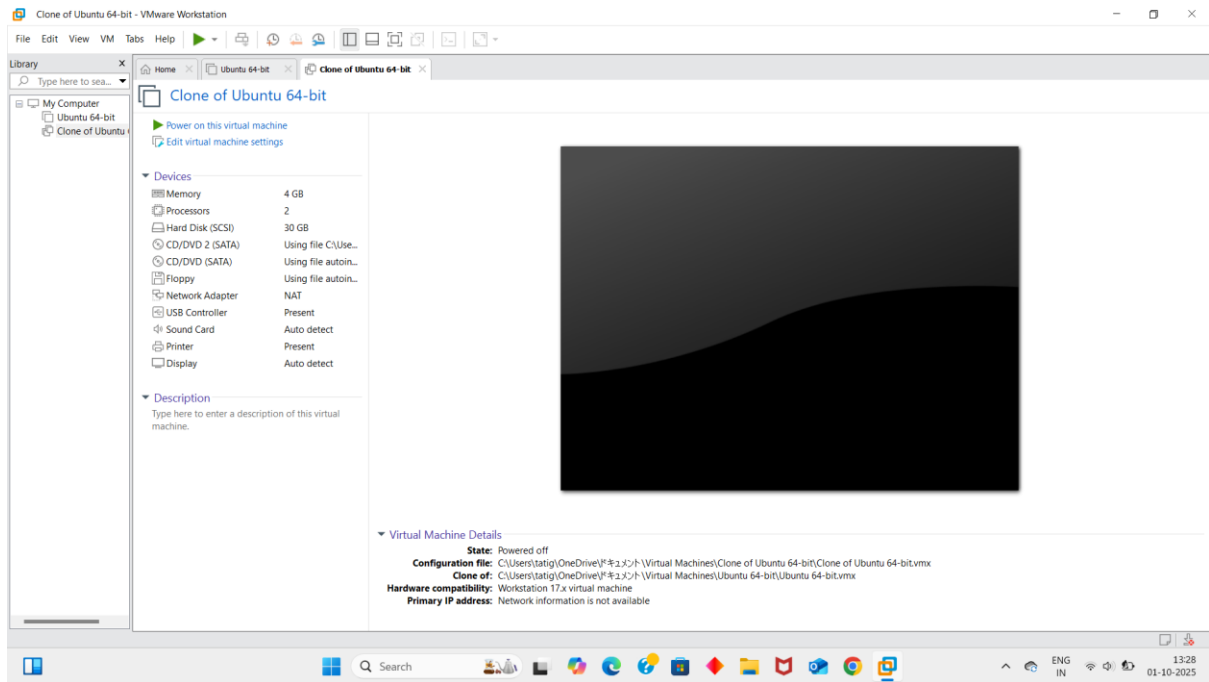 Clone of Ubuntu 64-bit - VMware Workstation
File Edit View VM Tabs Help
Library X
Home Ubuntu 64-bit Clone of Ubuntu 64-bit
Type here to sea...
Clone of Ubuntu 64-bit
My Computer
Ubuntu 64-bit
Clone of Ubuntu
Power on this virtual machine
Edit virtual machine settings
Devices
Memory 4 GB
Processors 2
Hard Disk (SCSI) 30 GB
CD/DVD 2 (SATA) Using file C:\Use...
CD/DVD (SATA) Using file autoin...
Floppy Using file autoin...
Network Adapter NAT
USB Controller Present
Sound Card Auto detect
Printer Present
Display Auto detect
Description
Type here to enter a description of this virtual
machine.
Virtual Machine Details
State: Powered off
Configuration file: C:\Users\tatig\OneDrive\ドキュメント\Virtual Machines\Clone of Ubuntu 64-bit\Clone of Ubuntu 64-bit.vmx
Clone of: C:\Users\tatig\OneDrive\ドキュメント\Virtual Machines\Ubuntu 64-bit\Ubuntu 64-bit.vmx
Hardware compatibility: Workstation 17.x virtual machine
Primary IP address: Network information is not available
Search
ENG
IN
13:28
01-10-2025